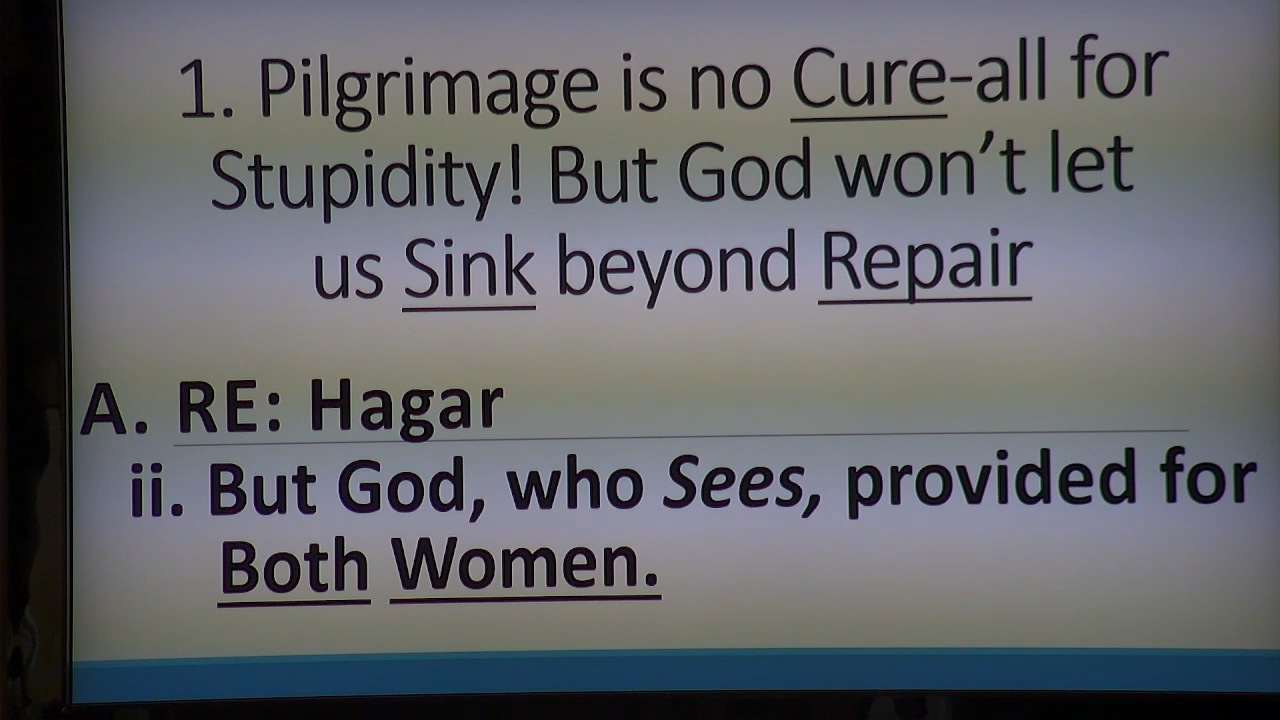 1. Pilgrimage is no Cure-all for
Stupidity! But God won’t let
us Sink beyond Repair
A. RE: Hagar
ii. But God, who Sees, provided for
Both Women.